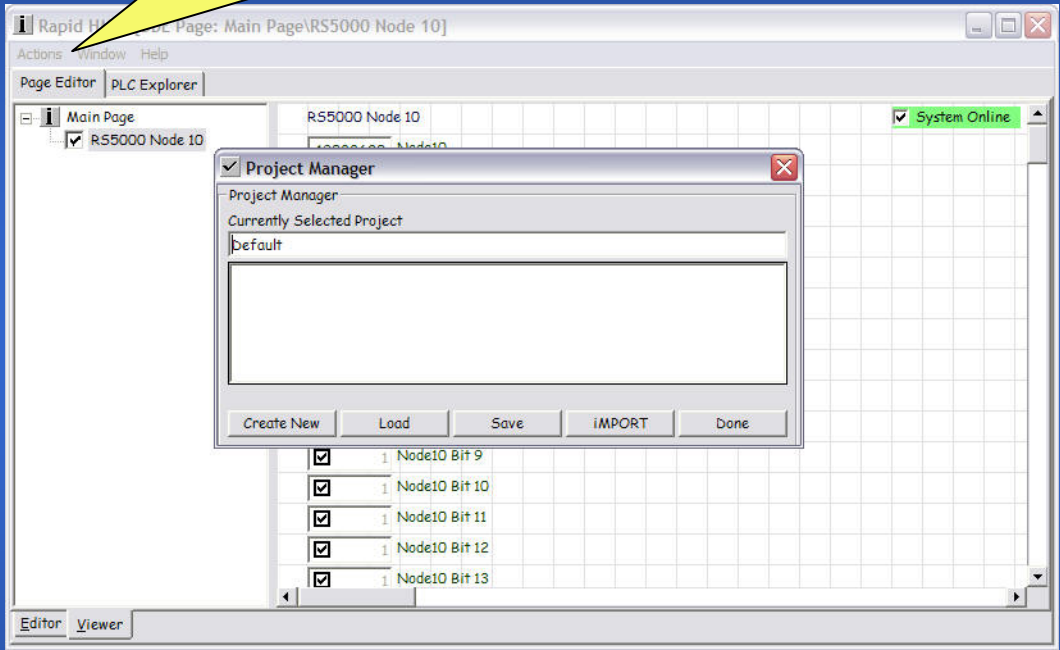 Rapid Page: Main Page\RS5000 Node 10]
Actions Window Help
Page Editor PLC Explorer
Main Page
RS5000 Node 10
RS5000 Node 10
System Online
Project Manager
Project Manager
Currently Selected Project
Default
Create New Load Save iMPORT Done
1 Node10 Bit 9
1 Node10 Bit 10
1 Node10 Bit 11
1 Node10 Bit 12
1 Node10 Bit 13
Editor Viewer